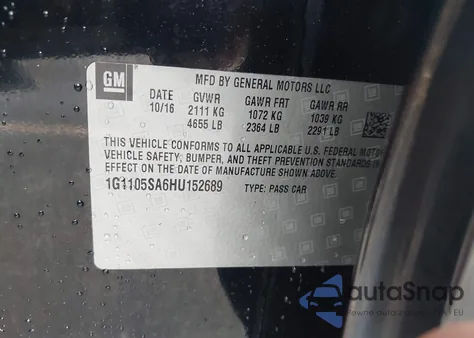 GM
MFD BY GENERAL MOTORS LLC
DATE GVWR GAWR FRT GAWR RR
10/16 2111 KG 1072 KG 1039 KG
4655 LB 2364 LB 2291 LB
THIS VEHICLE CONFORMS TO ALL APPLICABLE U.S. FEDERAL MOTOR
VEHICLE SAFETY, BUMPER, AND THEFT PREVENTION STANDARDS IN
EFFECT ON THE DATE OF MANUFACTURE SHOWN ABOVE.
1G1105SA6HU152689 TYPE: PASS CAR
autoSnap